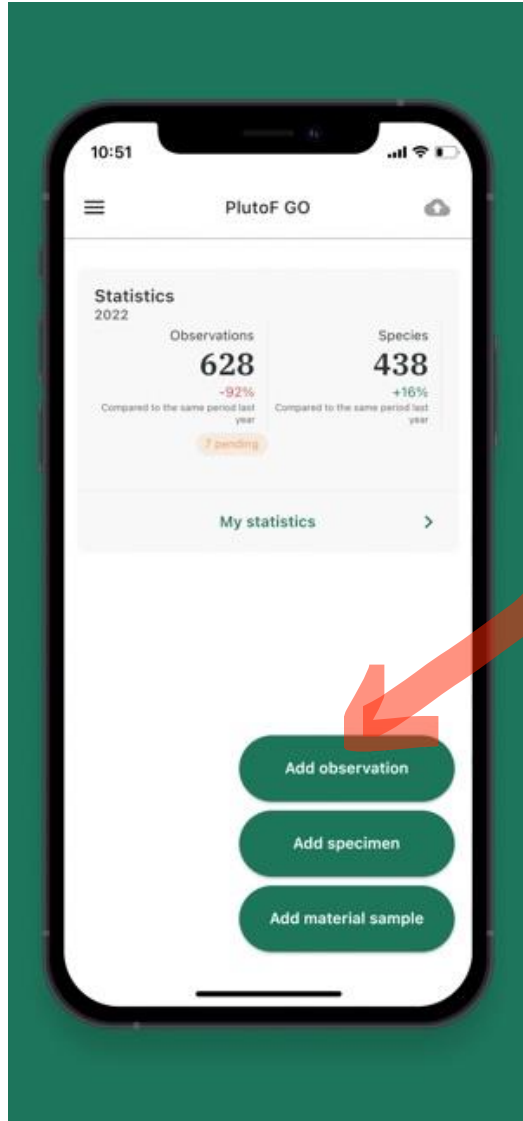 10:51
PlutoF GO
Statistics
2022
Observations
628
-92%
Compared to the same period last
year
7 pending
Species
438
+16%
Compared to the same period last
year
My statistics
Add observation
Add specimen
Add material sample